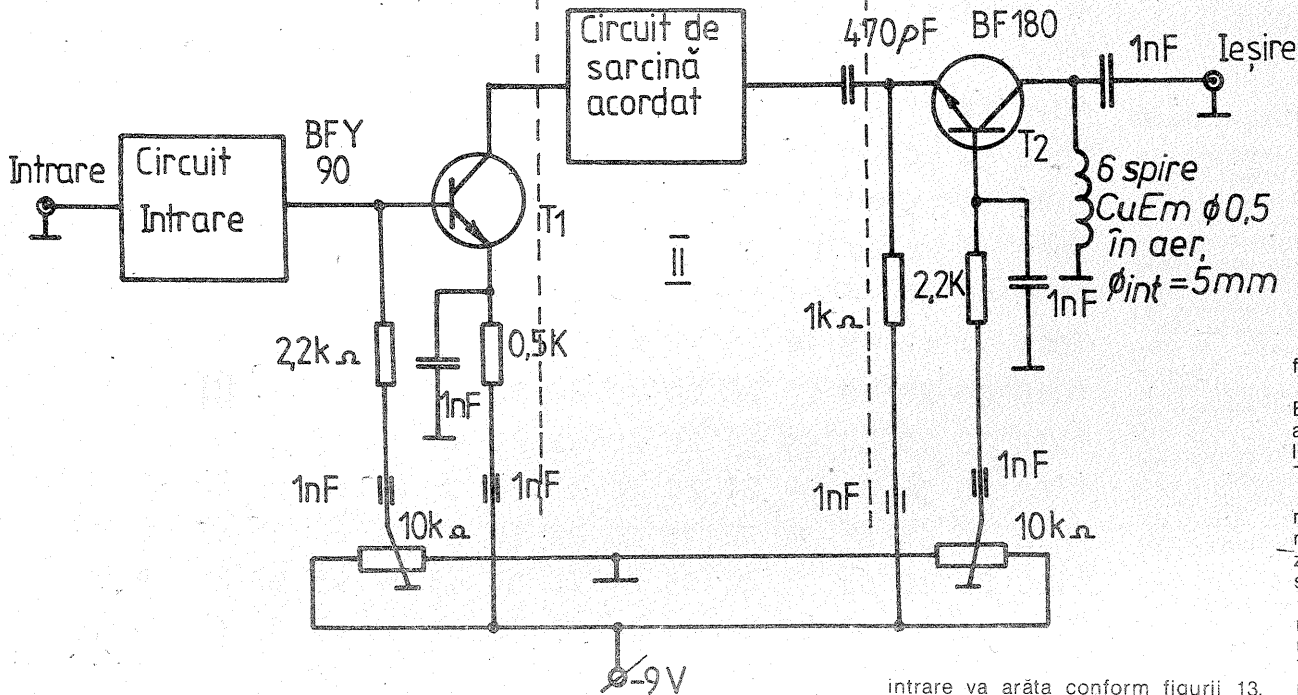 Circuit de
sarcină
acordat
470pF
BF180
1nF
Ieșire
BFY
90
Intrare
Circuit
Intrare
T1
T2
6 spire
CuEm ø0,5
în aer,
øint =5mm
II
2,2kΩ
0,5K
1nF
1kΩ
2,2K
1nF
1nF
1nF
1nF
1nF
10kΩ
10kΩ
-9V
intrare va arăta conform figurii 13.